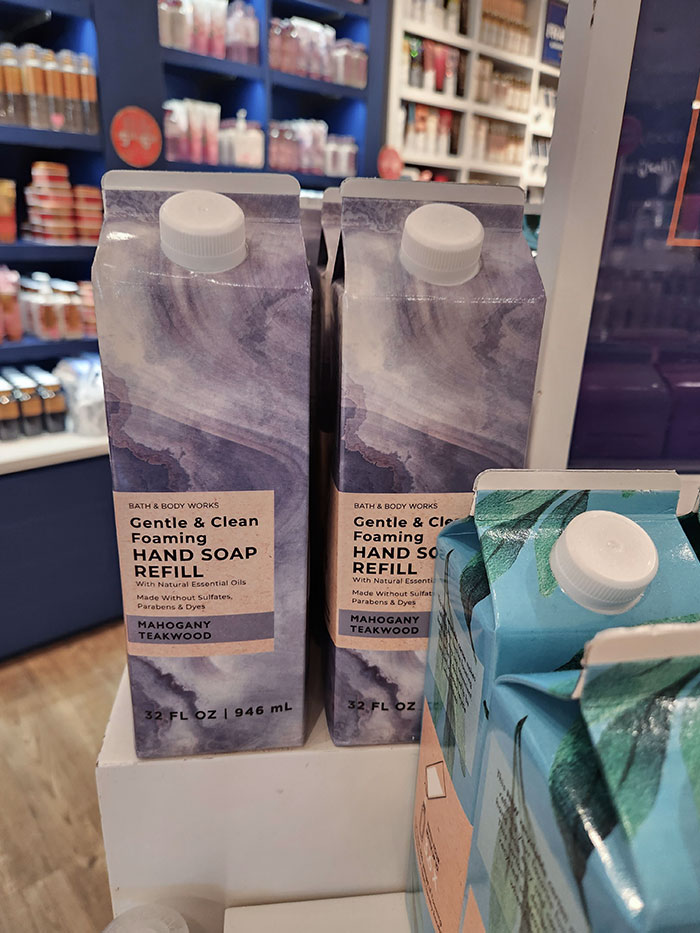 BATH & BODY WORKS
Gentle & Clean
Foaming
HAND SOAP
REFILL
With Natural Essential Oils
Made Without Sulfates,
Parabens & Dyes
MAHOGANY
TEAKWOOD
32 FL OZ | 946 mL
BATH & BODY WORKS
Gentle & Cle
Foaming
HAND SO
REFILL
With Natural Essential
Made Without Sulfat
Parabens & Dyes
MAHOGANY
TEAKWOOD
32 FL OZ